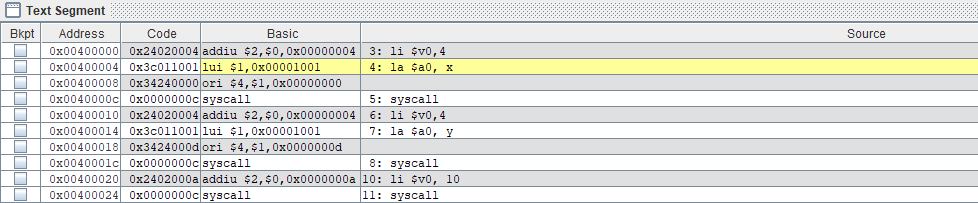 Text Segment
Bkpt Address Code Basic Source
0x00400000 0x24020004 addiu $2,$0,0x00000004 3: li $v0,4
0x00400004 0x3c011001 lui $1,0x00001001 4: la $a0, x
0x00400008 0x34240000 ori $4,$1,0x00000000
0x0040000c 0x0000000c syscall 5: syscall
0x00400010 0x24020004 addiu $2,$0,0x00000004 6: li $v0,4
0x00400014 0x3c011001 lui $1,0x00001001 7: la $a0, y
0x00400018 0x3424000d ori $4,$1,0x0000000d
0x0040001c 0x0000000c syscall 8: syscall
0x00400020 0x2402000a addiu $2,$0,0x0000000a 10: li $v0, 10
0x00400024 0x0000000c syscall 11: syscall